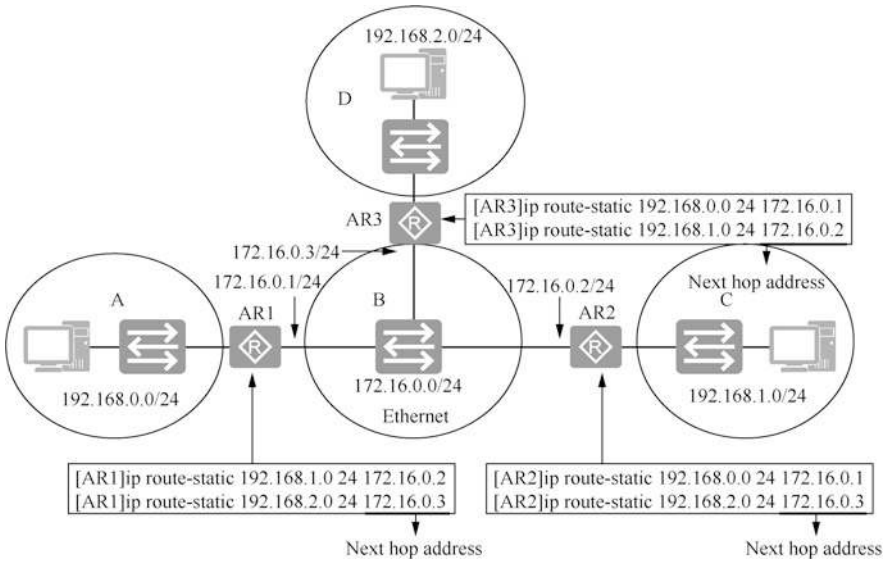 192.168.2.0/24
D
AR3
R
[AR3]ip route-static 192.168.0.0 24 172.16.0.1
[AR3]ip route-static 192.168.1.0 24 172.16.0.2
Next hop address
172.16.0.3/24
172.16.0.1/24
172.16.0.2/24
A
AR1
B
AR2
C
R
R
192.168.0.0/24
172.16.0.0/24
Ethernet
192.168.1.0/24
[AR1]ip route-static 192.168.1.0 24 172.16.0.2
[AR1]ip route-static 192.168.2.0 24 172.16.0.3
Next hop address
[AR2]ip route-static 192.168.0.0 24 172.16.0.1
[AR2]ip route-static 192.168.2.0 24 172.16.0.3
Next hop address